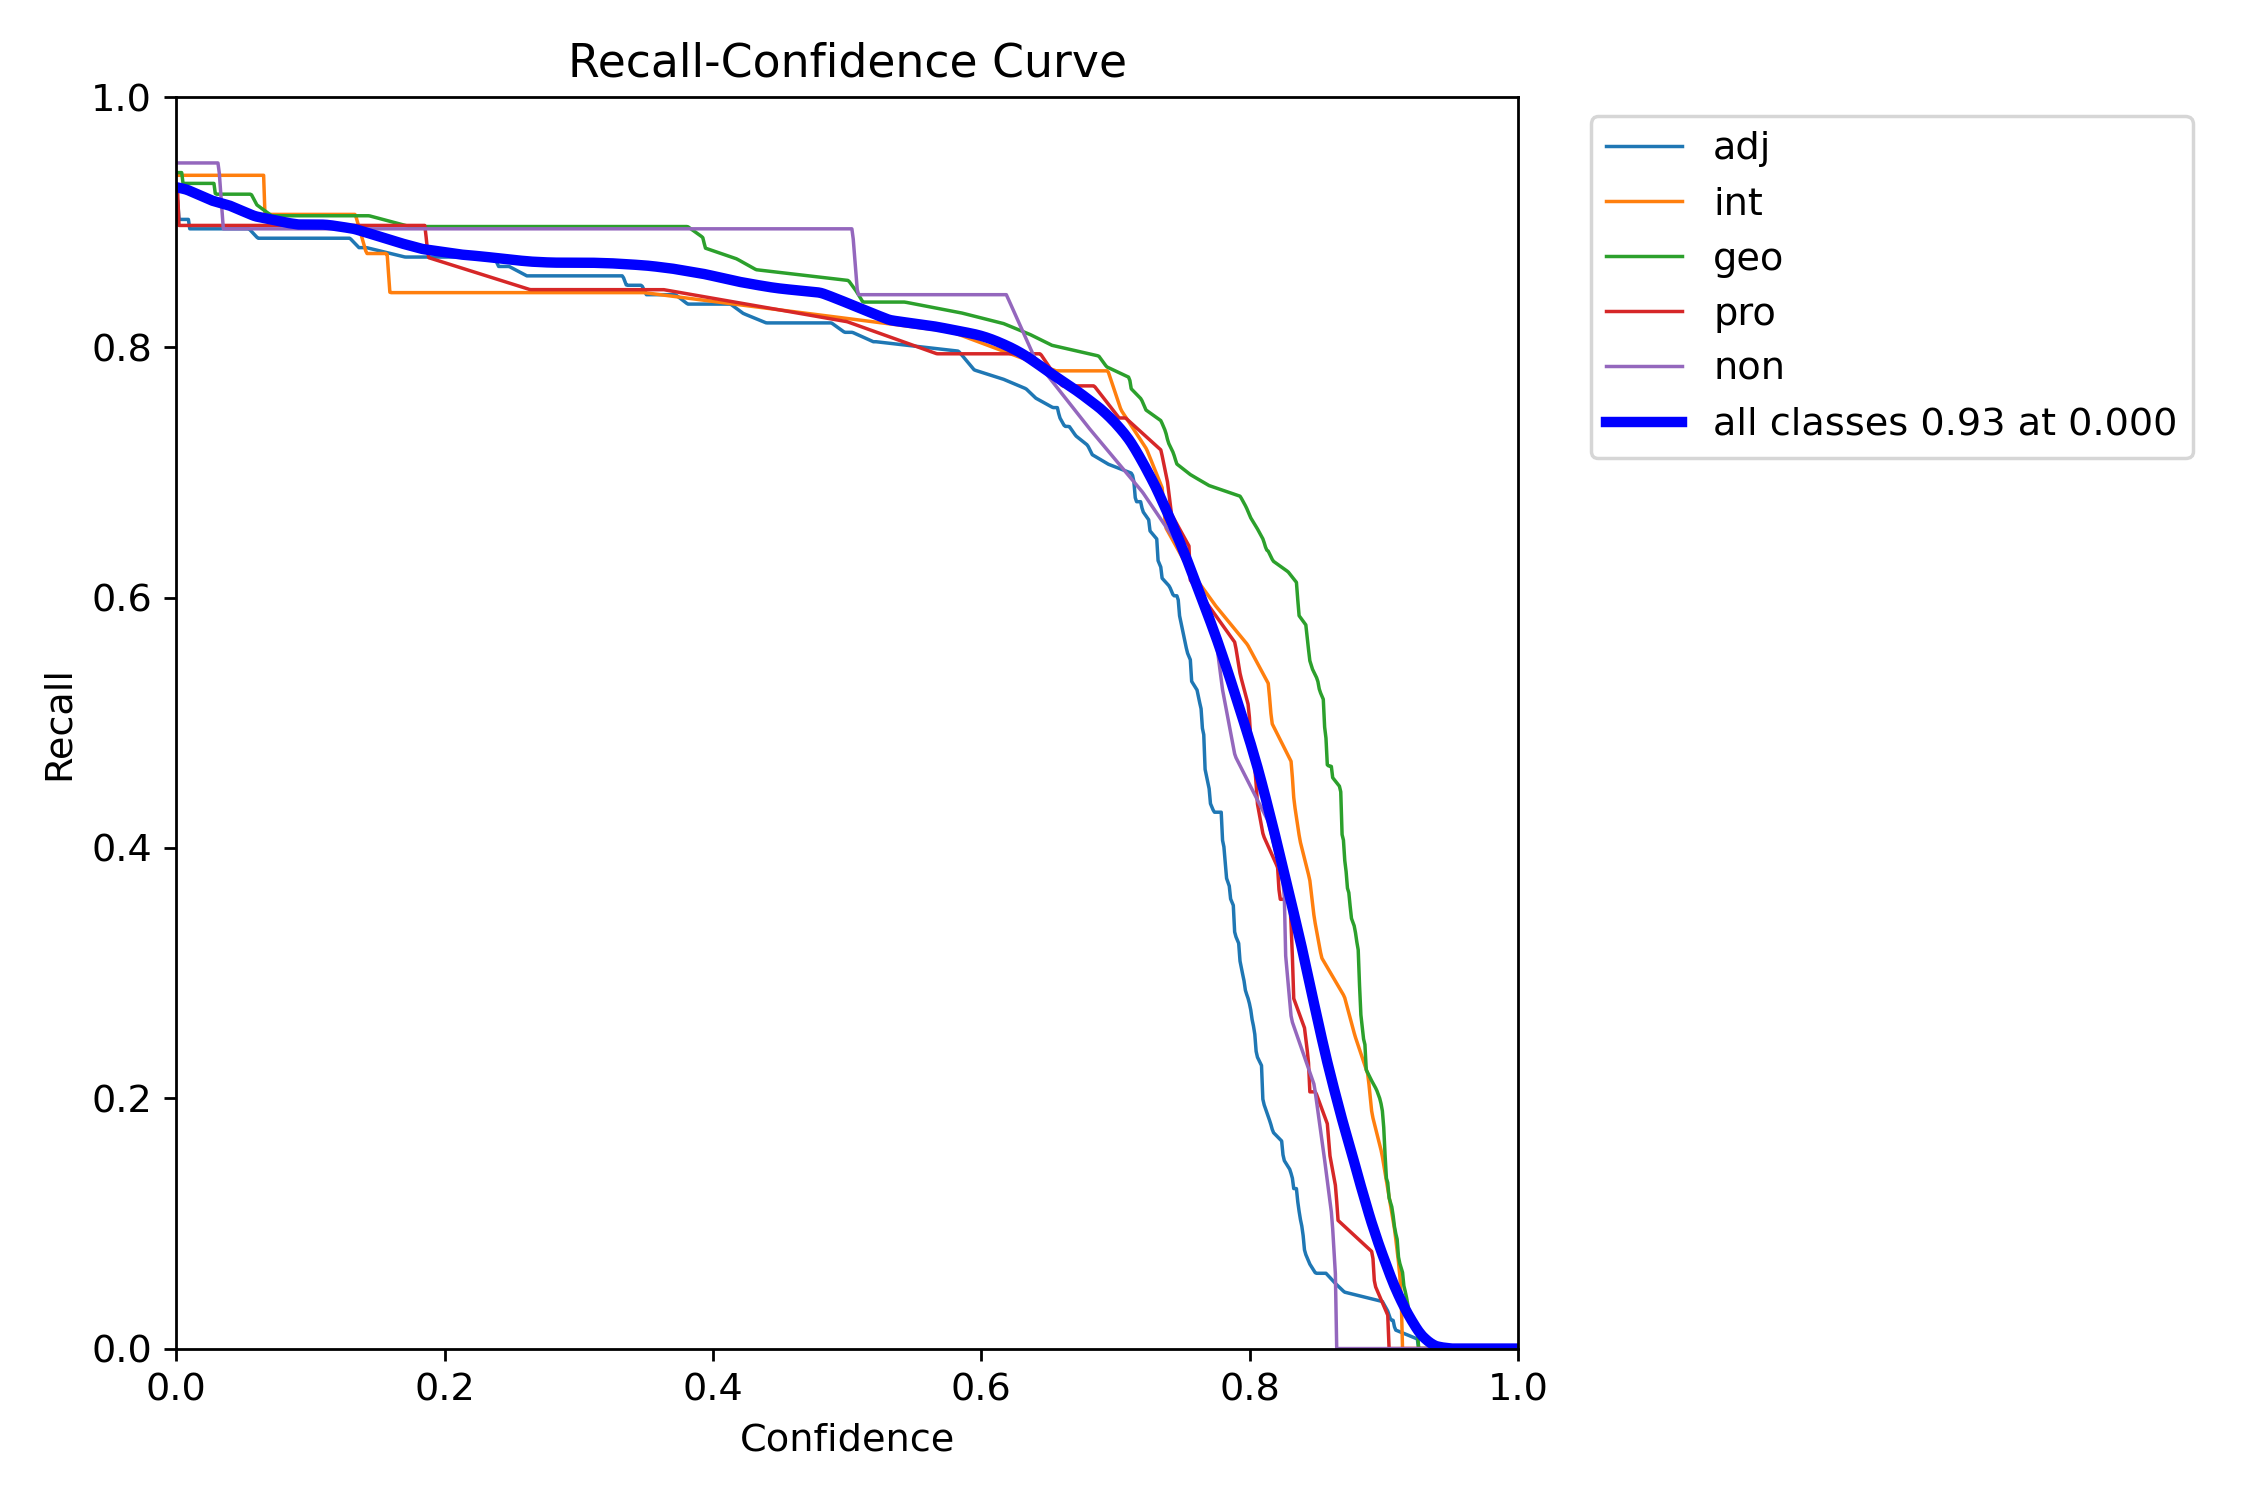 Recall-Confidence Curve
1.0
0.8
0.6
0.4
0.2
0.0
Recall
0.0 0.2 0.4 0.6 0.8 1.0
Confidence
adj
int
geo
pro
non
all classes 0.93 at 0.000